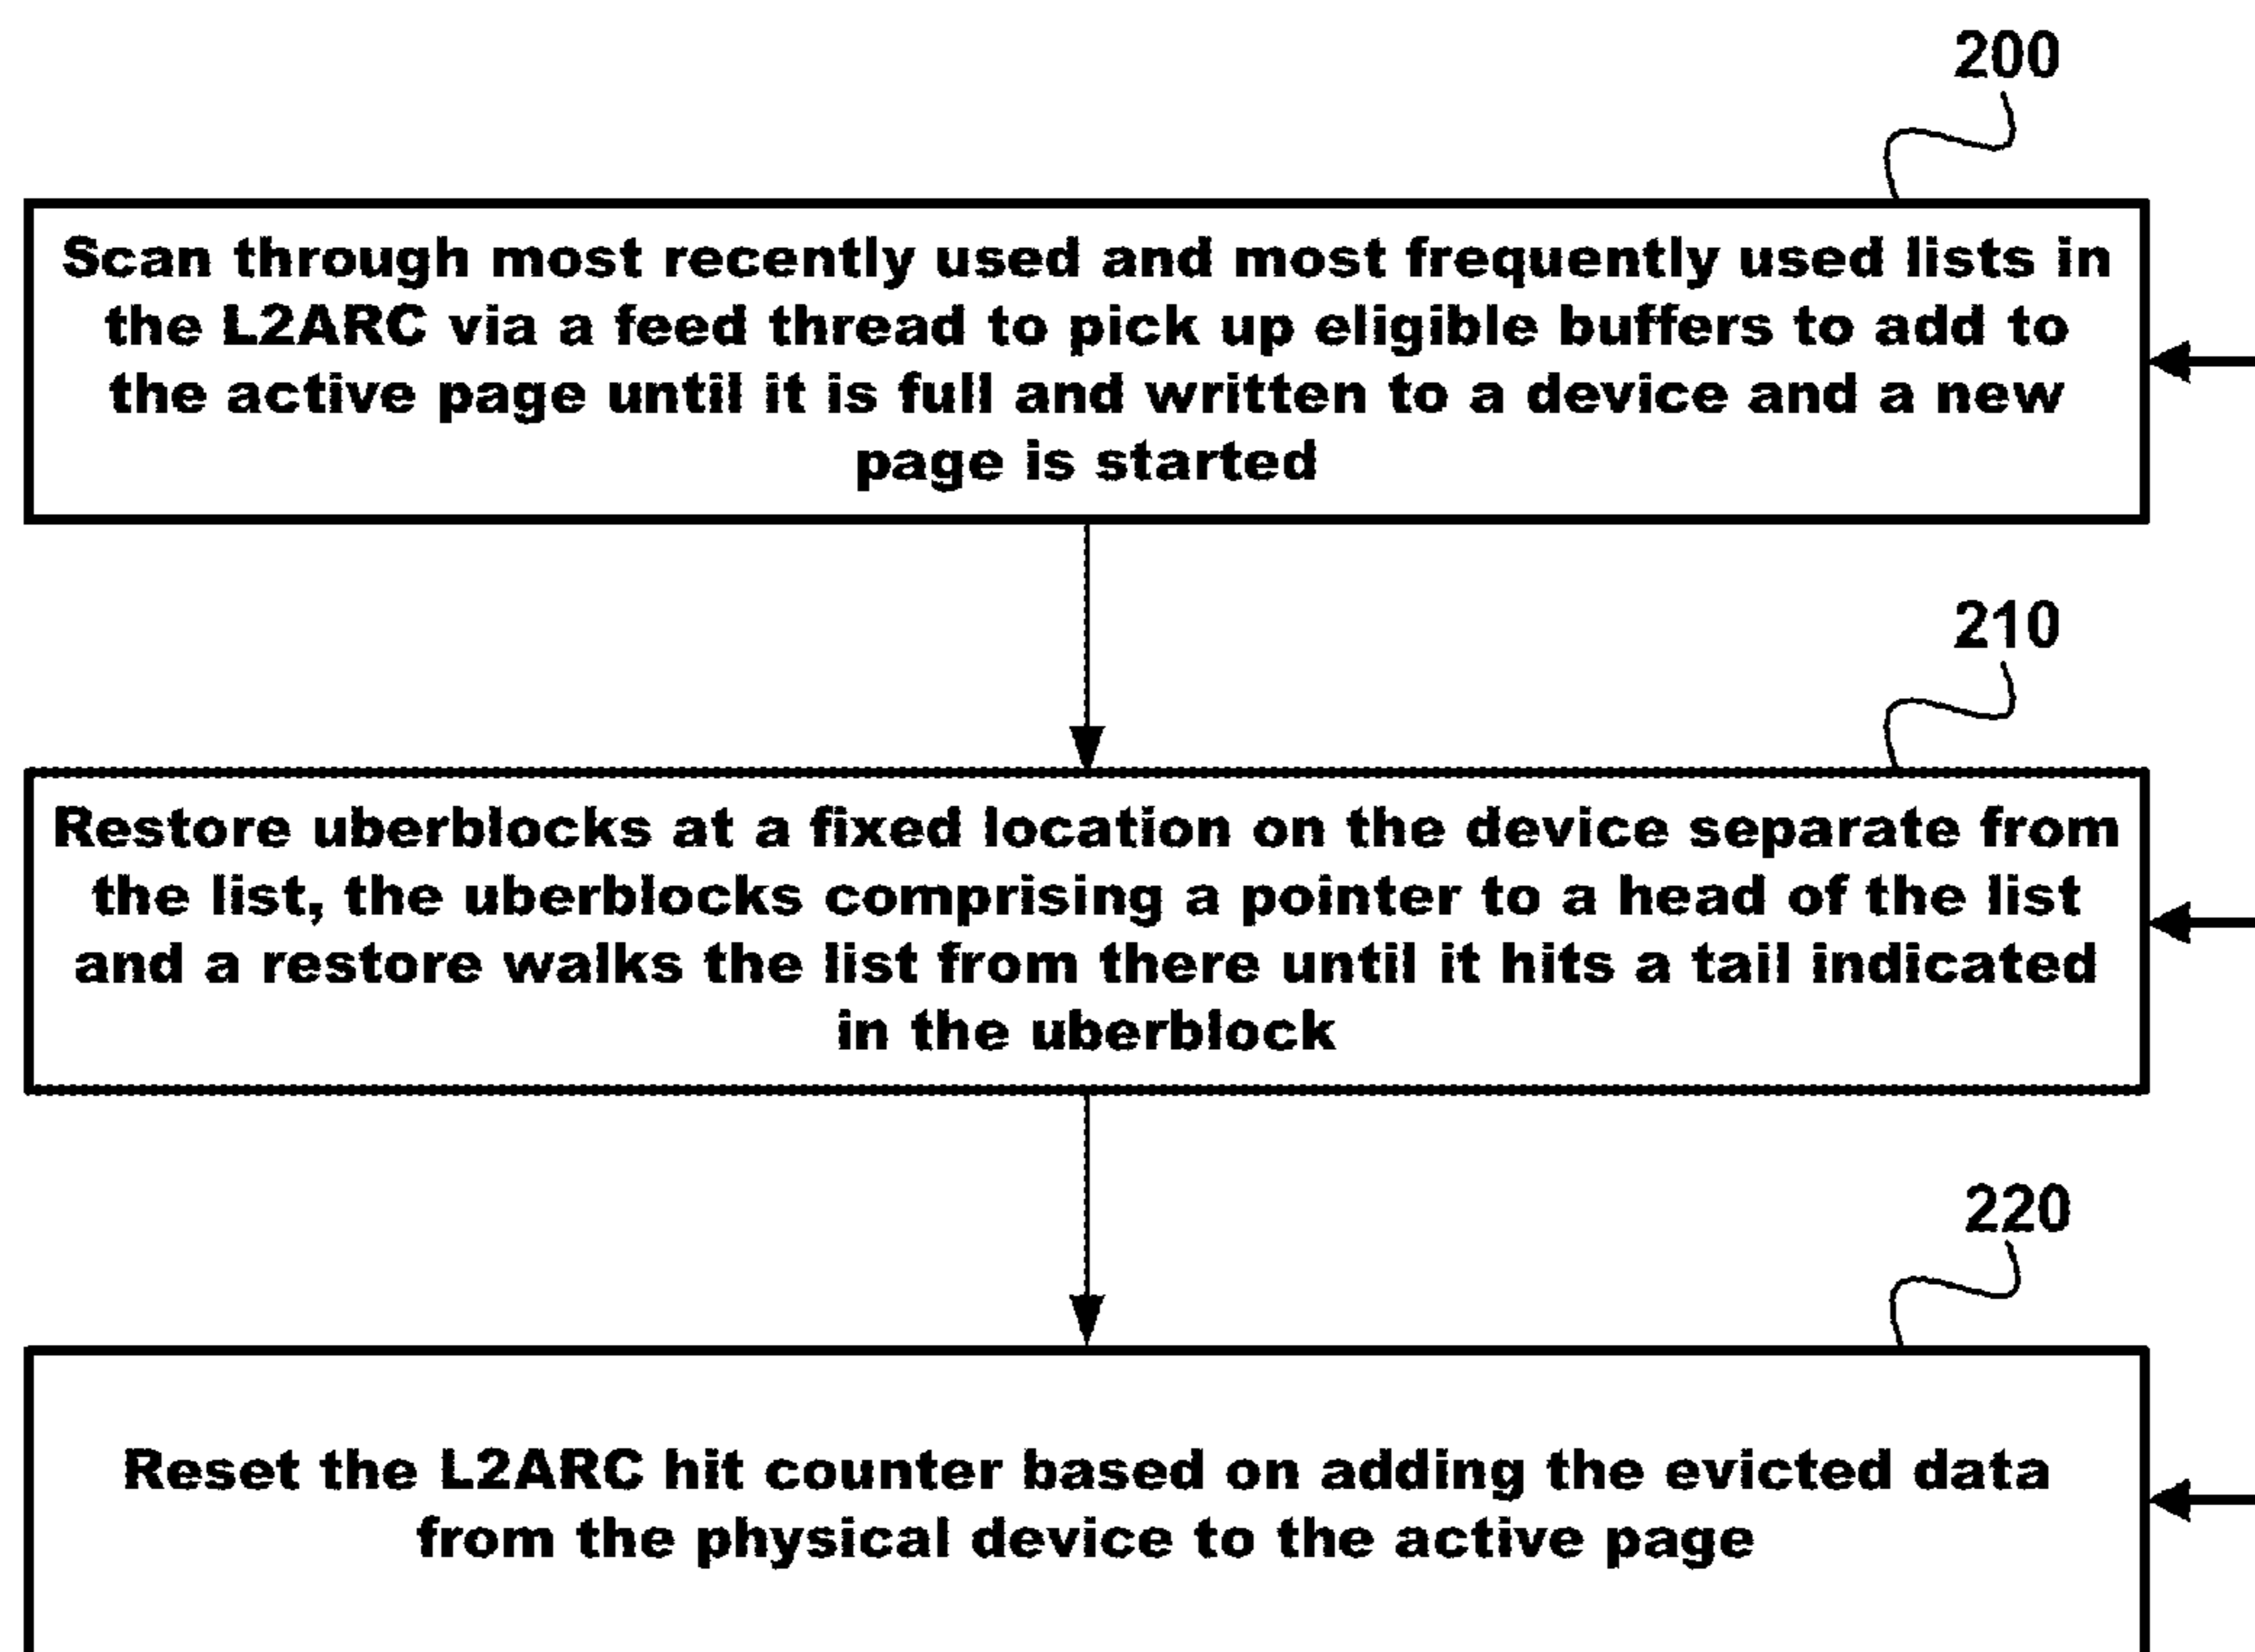 200
Scan through most recently used and most frequently used lists in
the L2ARC via a feed thread to pick up eligible buffers to add to
the active page until it is full and written to a device and a new
page is started
210
Restore uberblocks at a fixed location on the device separate from
the list, the uberblocks comprising a pointer to a head of the list
and a restore walks the list from there until it hits a tail indicated
in the uberblock
220
Reset the L2ARC hit counter based on adding the evicted data
from the physical device to the active page